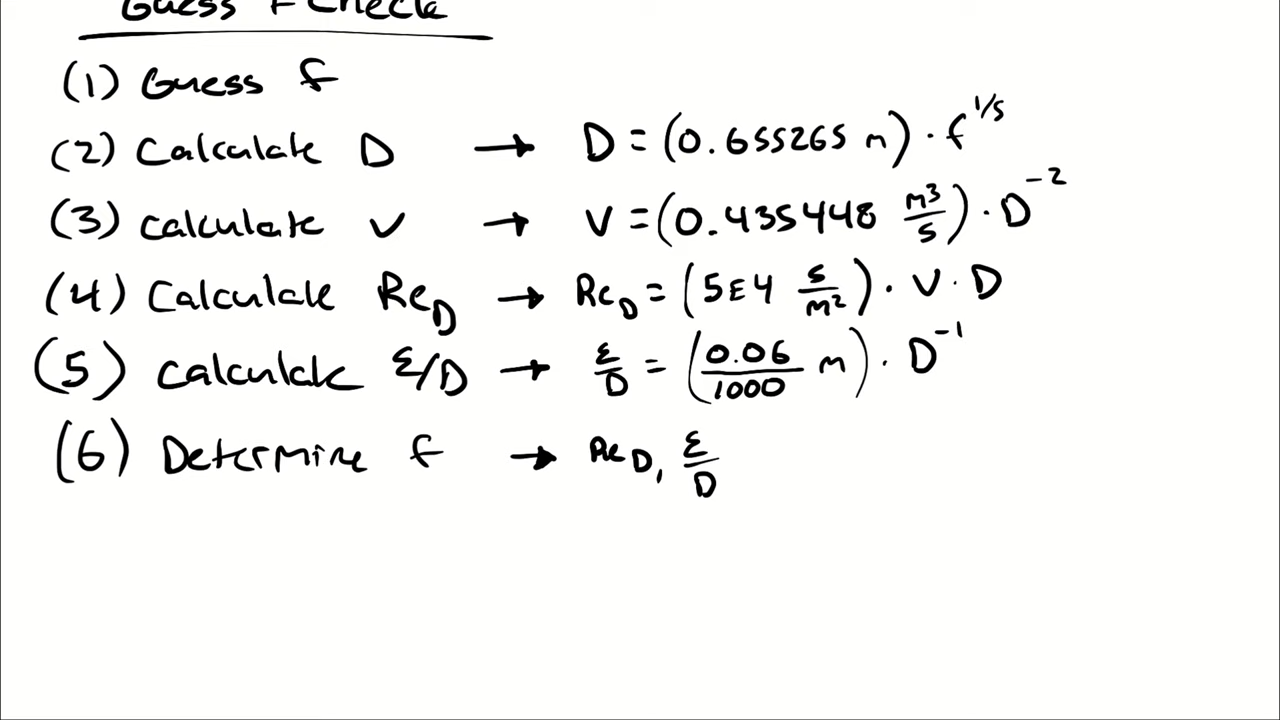 Guess + Check
(1) Guess f
(2) Calculate D → D = (0.655265 m) · f^1/5
(3) Calculate V → V = (0.435448 m³/s) · D^-2
(4) Calculate Re_D → Re_D = (5E4 s/m²) · V · D
(5) Calculate ε/D → ε/D = (0.06/1000 m) · D^-1
(6) Determine f → Re_D, ε/D